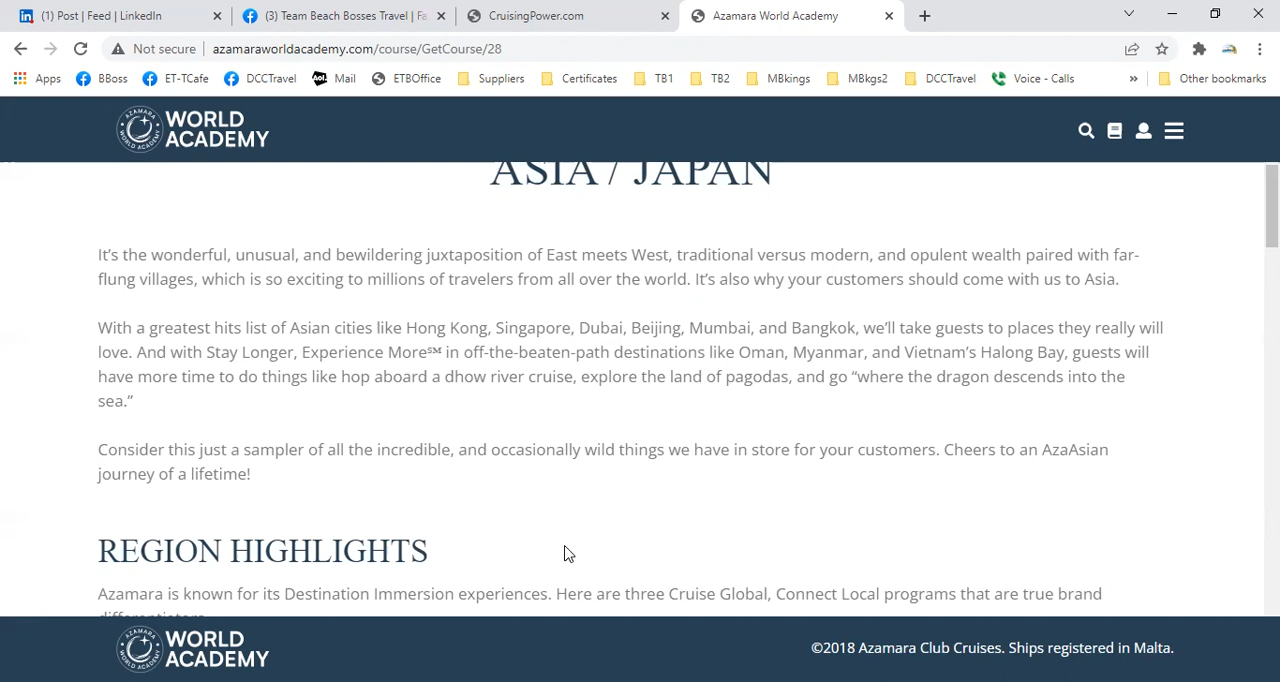 (1) Post | Feed | LinkedIn
(3) Team Beach Bosses Travel | Fa
CruisingPower.com
Azamara World Academy
Not secure
azamaraworldacademy.com/course/GetCourse/28
Apps
BBoss
ET-TCafe
DCCTravel
Aol.
Mail
ETBOffice
Suppliers
Certificates
TB1
TB2
MBkings
MBkgs2
DCCTravel
Voice - Calls
»
Other bookmarks
AZAMARA
WORLD ACADEMY
WORLD
ACADEMY
ASIA / JAPAN
It's the wonderful, unusual, and bewildering juxtaposition of East meets West, traditional versus modern, and opulent wealth paired with far-
flung villages, which is so exciting to millions of travelers from all over the world. It's also why your customers should come with us to Asia.
With a greatest hits list of Asian cities like Hong Kong, Singapore, Dubai, Beijing, Mumbai, and Bangkok, we'll take guests to places they really will
love. And with Stay Longer, Experience More℠ in off-the-beaten-path destinations like Oman, Myanmar, and Vietnam's Halong Bay, guests will
have more time to do things like hop aboard a dhow river cruise, explore the land of pagodas, and go “where the dragon descends into the
sea.”
Consider this just a sampler of all the incredible, and occasionally wild things we have in store for your customers. Cheers to an AzaAsian
journey of a lifetime!
REGION HIGHLIGHTS
Azamara is known for its Destination Immersion experiences. Here are three Cruise Global, Connect Local programs that are true brand
differentiators.
AZAMARA
WORLD ACADEMY
WORLD
ACADEMY
©2018 Azamara Club Cruises. Ships registered in Malta.